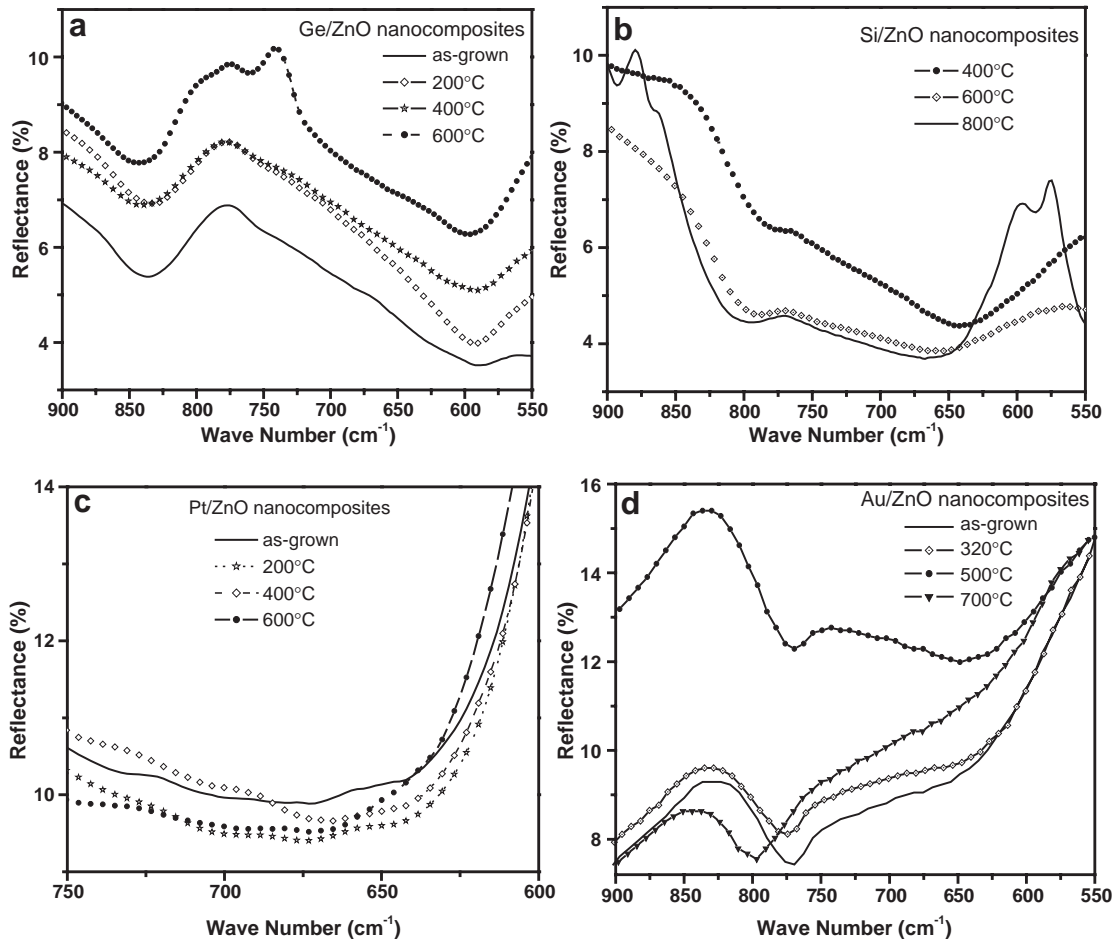 a
Ge/ZnO nanocomposites
as-grown
200°C
400°C
600°C
Reflectance (%)
10
8
6
4
900 850 800 750 700 650 600 550
Wave Number (cm-1)
b
Si/ZnO nanocomposites
400°C
600°C
800°C
Reflectance (%)
10
8
6
4
900 850 800 750 700 650 600 550
Wave Number (cm-1)
c
Pt/ZnO nanocomposites
as-grown
200°C
400°C
600°C
Reflectance (%)
14
12
10
750 700 650 600
Wave Number (cm-1)
d
Au/ZnO nanocomposites
as-grown
320°C
500°C
700°C
Reflectance (%)
16
14
12
10
8
900 850 800 750 700 650 600 550
Wave Number (cm-1)